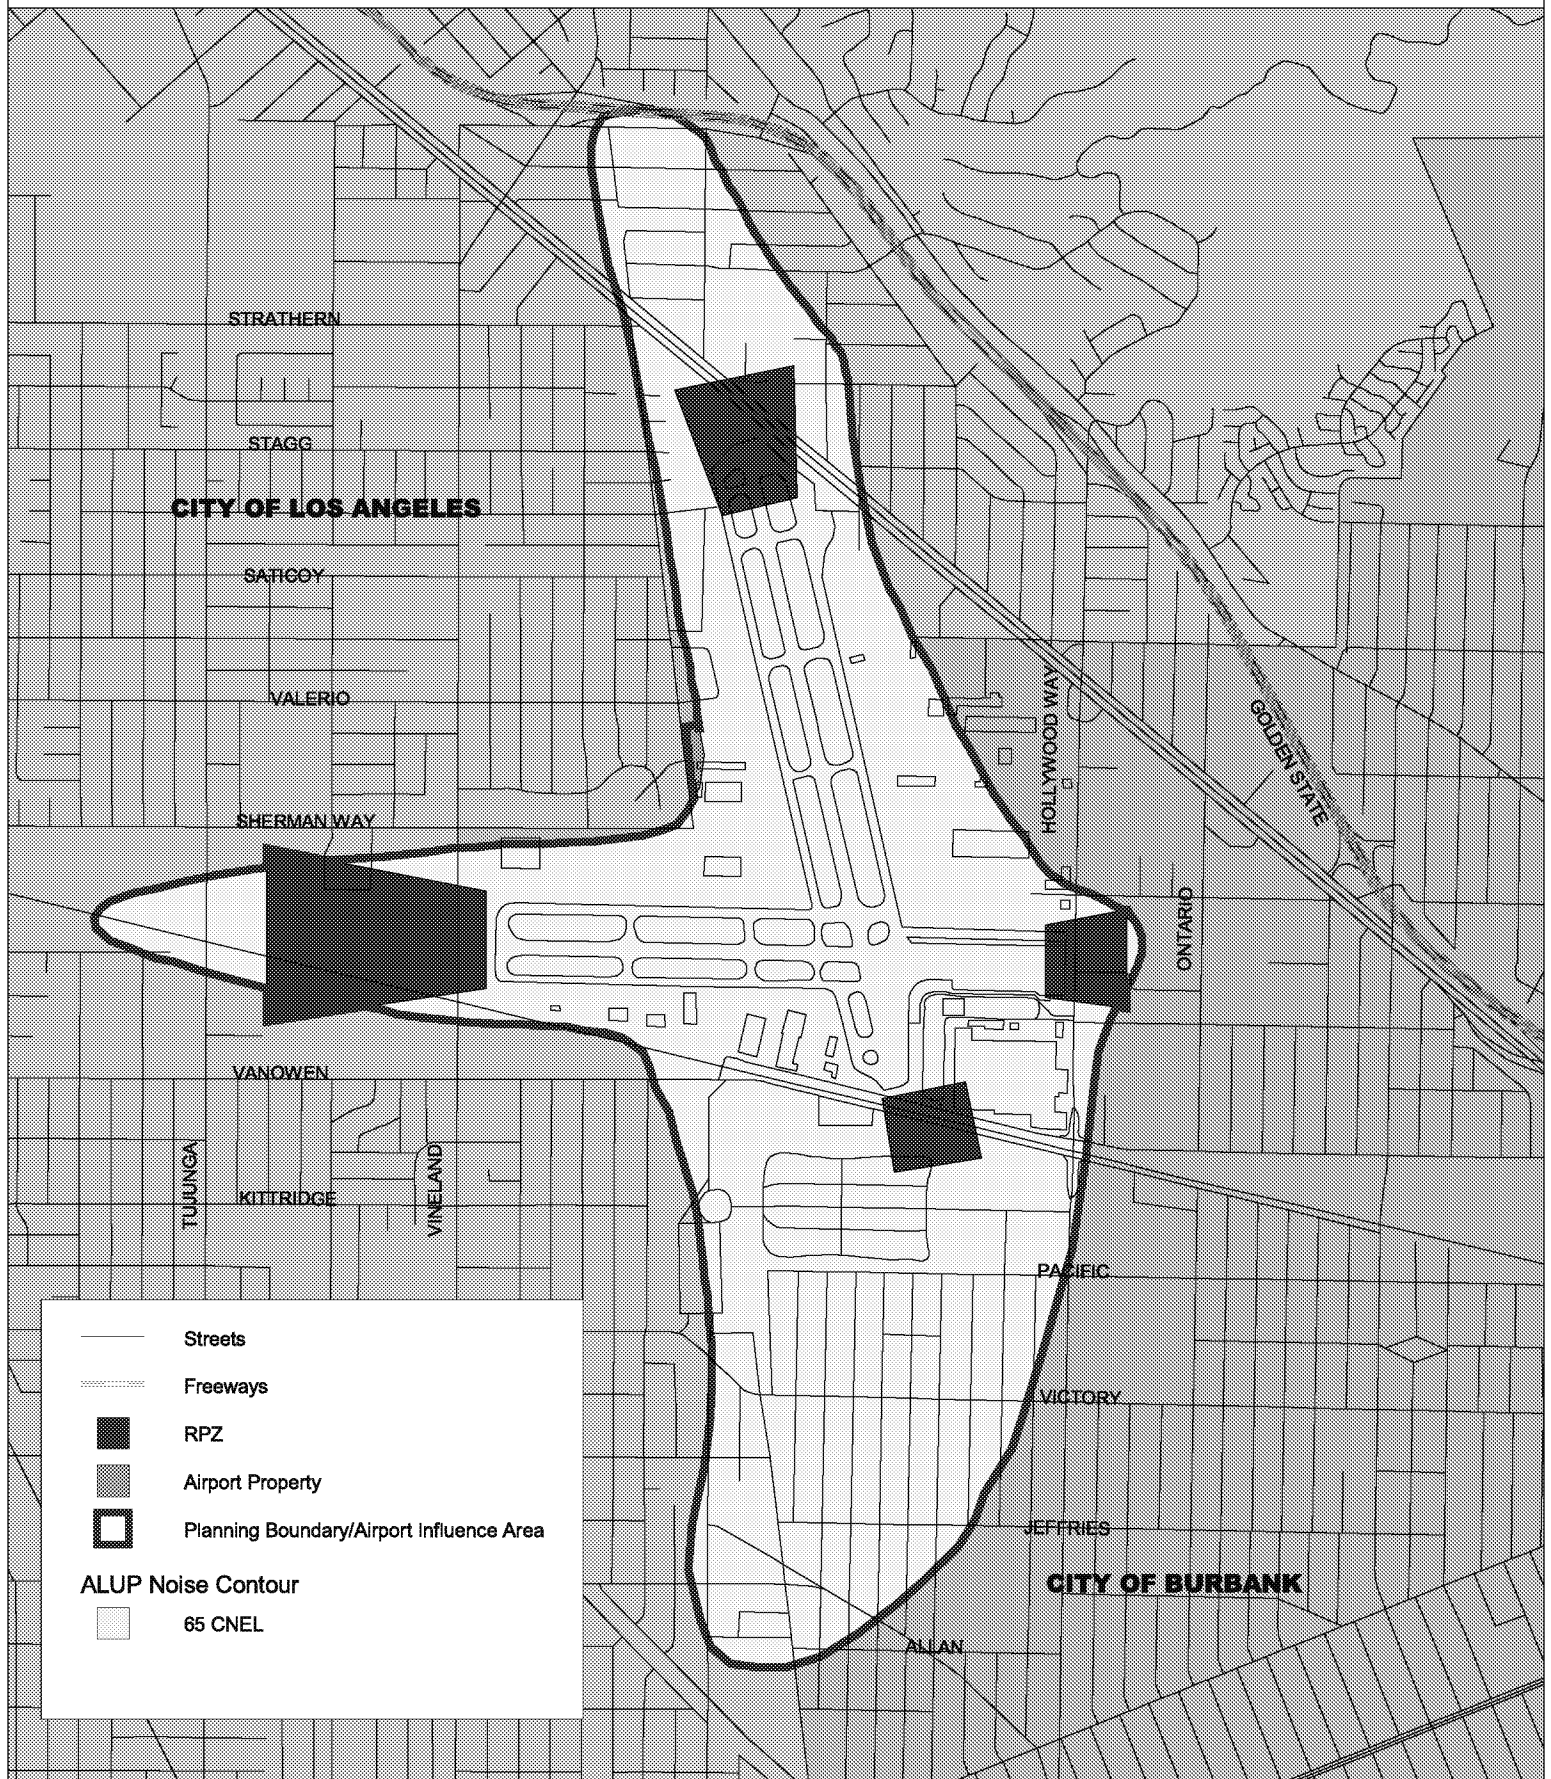 STRATHERN
STAGG
CITY OF LOS ANGELES
SATICOY
VALERIO
HOLLYWOOD WAY
GOLDEN STATE
SHERMAN WAY
ONTARIO
VANOWEN
TUJUNGA
KITTRIDGE
VINELAND
PACIFIC
VICTORY
JEFFRIES
CITY OF BURBANK
ALLAN
Streets
Freeways
RPZ
Airport Property
Planning Boundary/Airport Influence Area
ALUP Noise Contour
65 CNEL